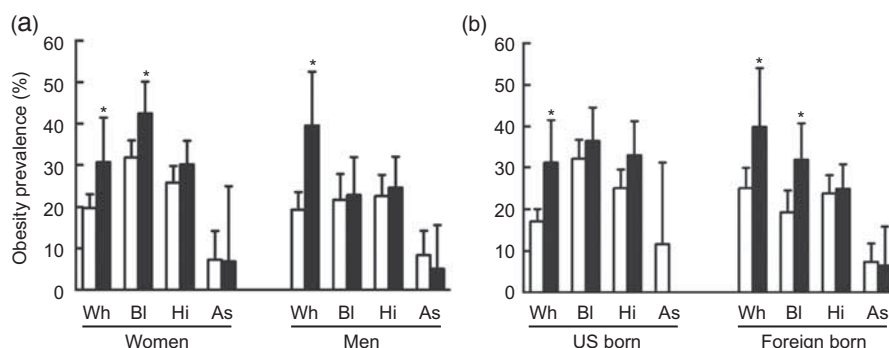 (a)
Obesity prevalence (%)
60
50
40
30
20
10
0
* * *
Wh Bl Hi As Wh Bl Hi As
Women Men
(b)
60
50
40
30
20
10
0
* * *
Wh Bl Hi As Wh Bl Hi As
US born Foreign born